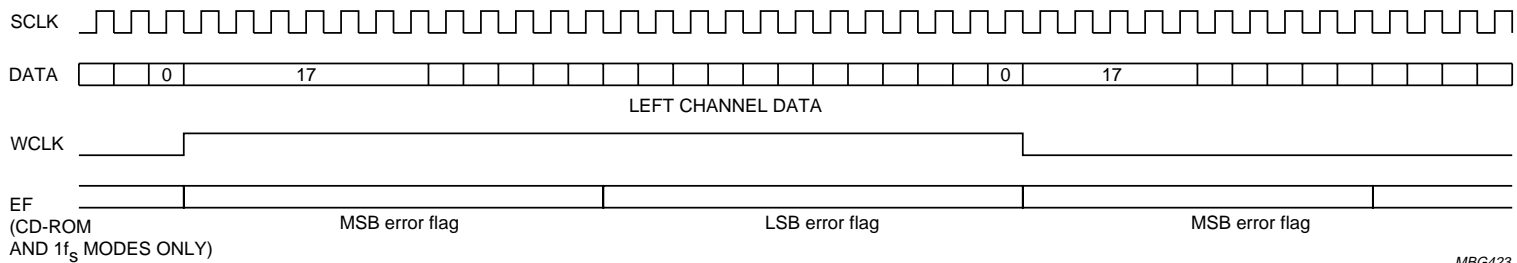 SCLK
DATA 0 17 0 17
LEFT CHANNEL DATA
WCLK
EF
(CD-ROM
AND 1fs MODES ONLY)
MSB error flag LSB error flag MSB error flag
MBG423